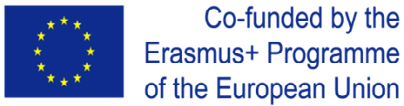 Co-funded by the
Erasmus+ Programme
of the European Union